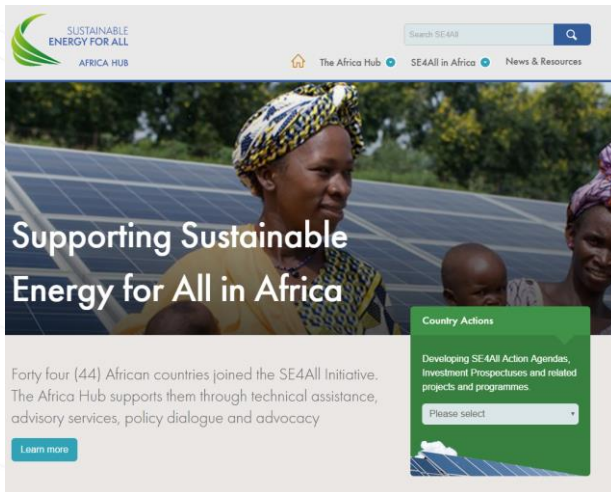 SUSTAINABLE
ENERGY FOR ALL
AFRICA HUB
Search SE4All
The Africa Hub
SE4All in Africa
News & Resources
Supporting Sustainable
Energy for All in Africa
Country Actions
Developing SE4All Action Agendas,
Investment Prospectuses and related
projects and programmes.
Please select
Forty four (44) African countries joined the SE4All Initiative.
The Africa Hub supports them through technical assistance,
advisory services, policy dialogue and advocacy
Learn more